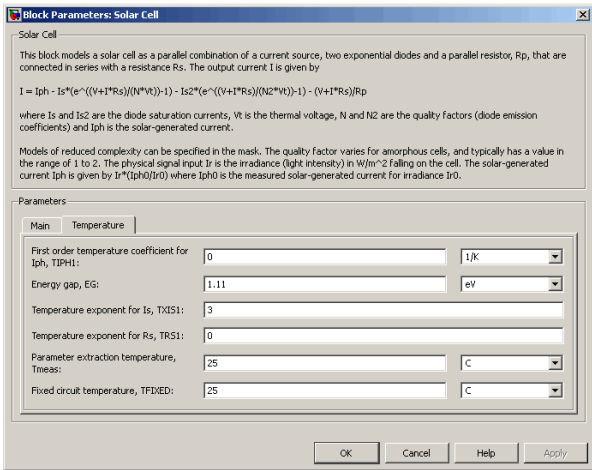 Block Parameters: Solar Cell
Solar Cell
This block models a solar cell as a parallel combination of a current source, two exponential diodes and a parallel resistor, Rp, that are
connected in series with a resistance Rs. The output current I is given by
I = Iph - Is*(e^((V+I*Rs)/(N*Vt))-1) - Is2*(e^((V+I*Rs)/(N2*Vt))-1) - (V+I*Rs)/Rp
where Is and Is2 are the diode saturation currents, Vt is the thermal voltage, N and N2 are the quality factors (diode emission
coefficients) and Iph is the solar-generated current.
Models of reduced complexity can be specified in the mask. The quality factor varies for amorphous cells, and typically has a value in
the range of 1 to 2. The physical signal input Ir is the irradiance (light intensity) in W/m^2 falling on the cell. The solar-generated
current Iph is given by Ir*(Iph0/Ir0) where Iph0 is the measured solar-generated current for irradiance Ir0.
Parameters
Main Temperature
First order temperature coefficient for
Iph, TIPH1: 0 1/K
Energy gap, EG: 1.11 eV
Temperature exponent for Is, TXIS1: 3
Temperature exponent for Rs, TRS1: 0
Parameter extraction temperature,
Tmeas: 25 C
Fixed circuit temperature, TFIXED: 25 C
OK Cancel Help Apply